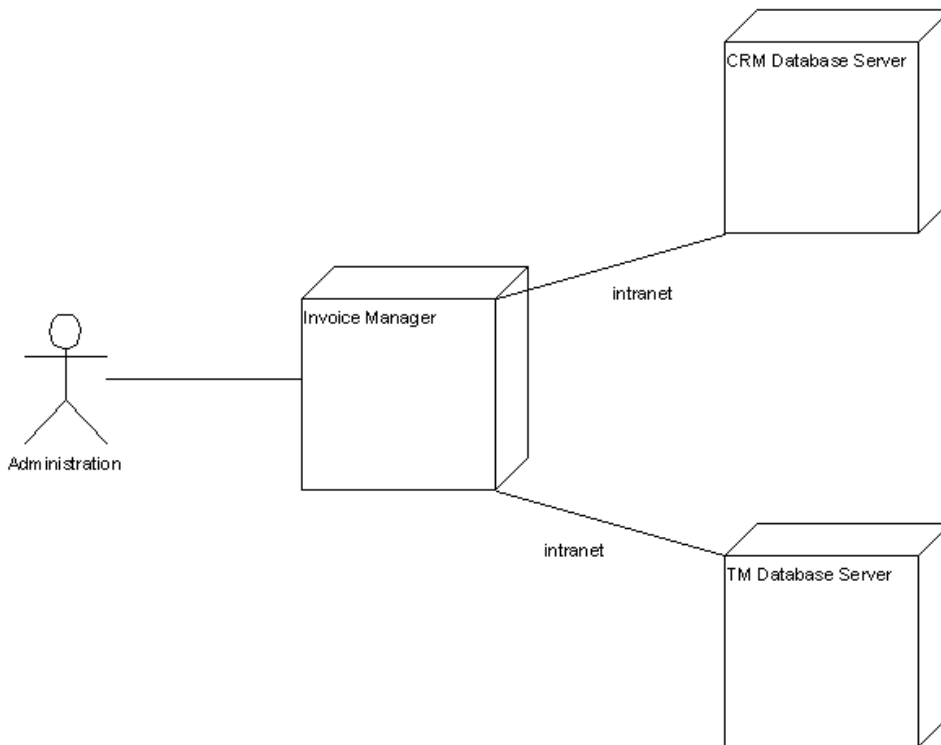 CRM Database Server
intranet
Invoice Manager
Administration
intranet
TM Database Server